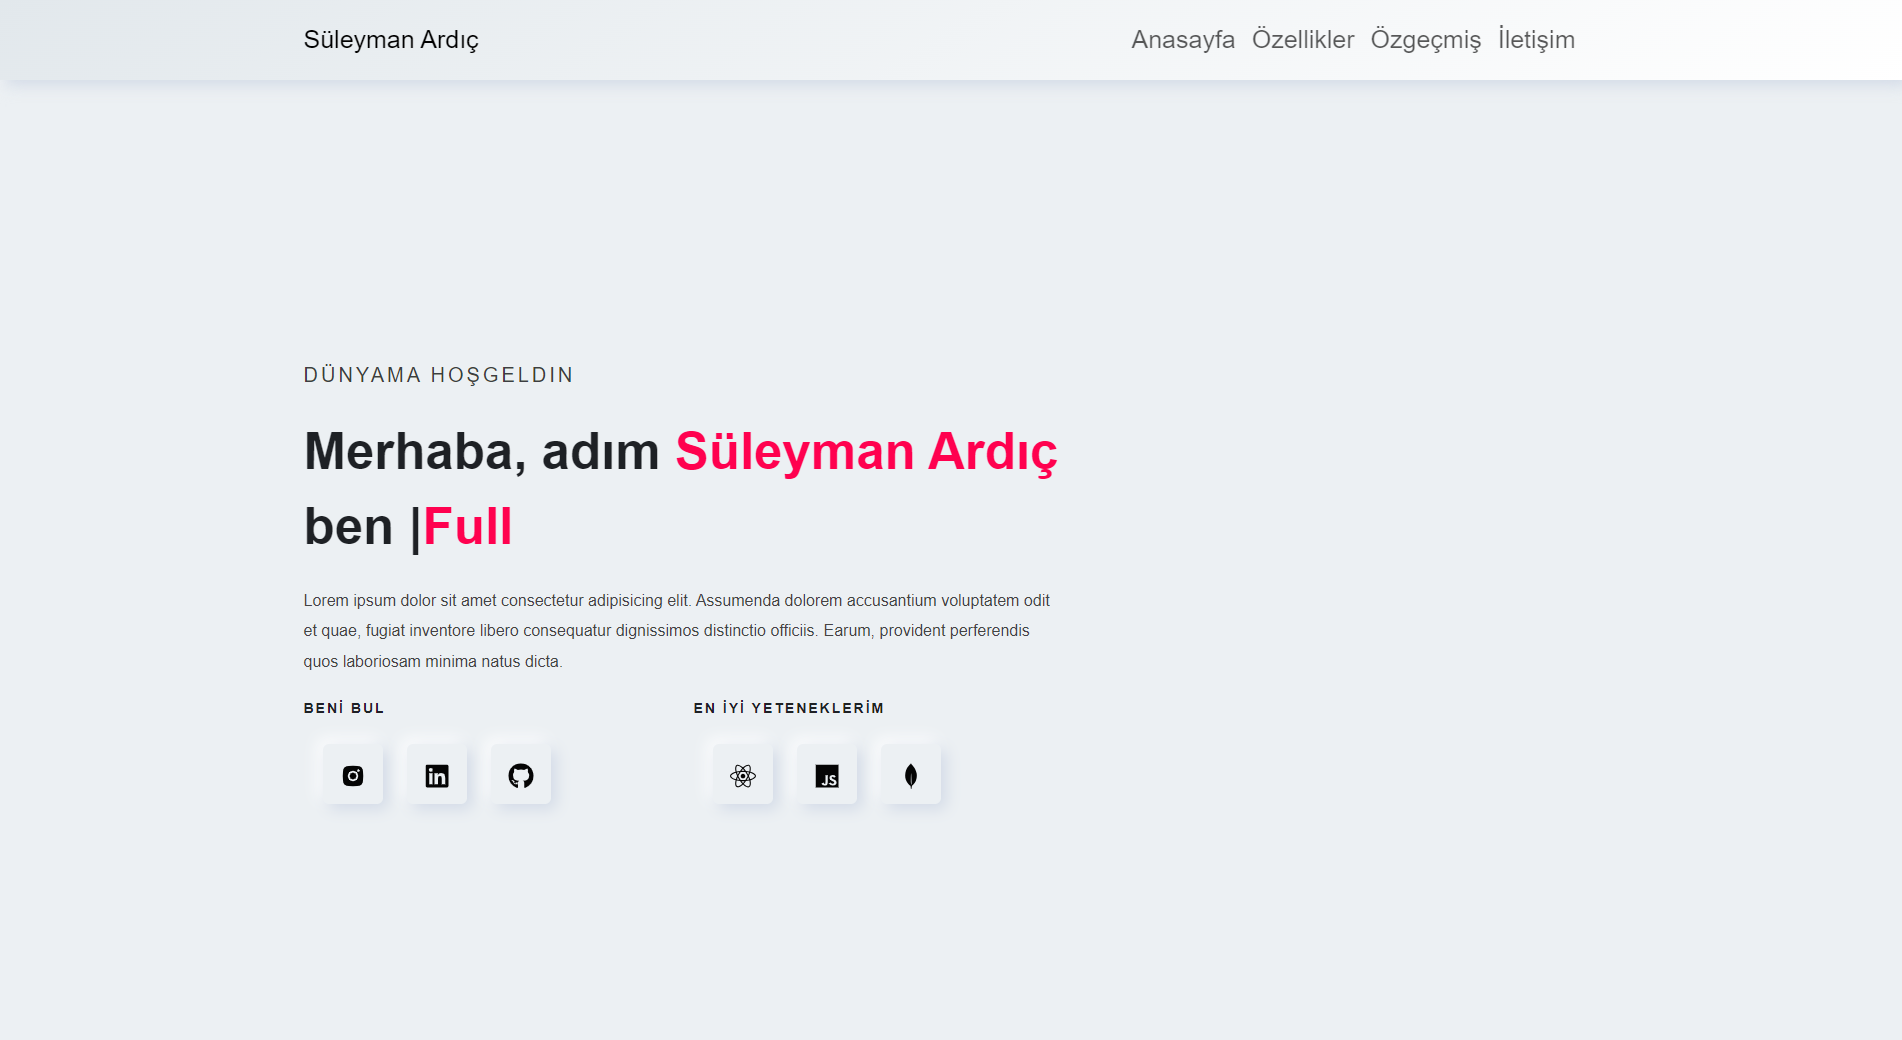 Süleyman Ardıç
Anasayfa Özellikler Özgeçmiş İletişim
DÜNYAMA HOŞGELDIN
Merhaba, adım Süleyman Ardıç
ben |Full
Lorem ipsum dolor sit amet consectetur adipisicing elit. Assumenda dolorem accusantium voluptatem odit
et quae, fugiat inventore libero consequatur dignissimos distinctio officiis. Earum, provident perferendis
quos laboriosam minima natus dicta.
BENİ BUL
EN İYİ YETENEKLERİM
in
JS